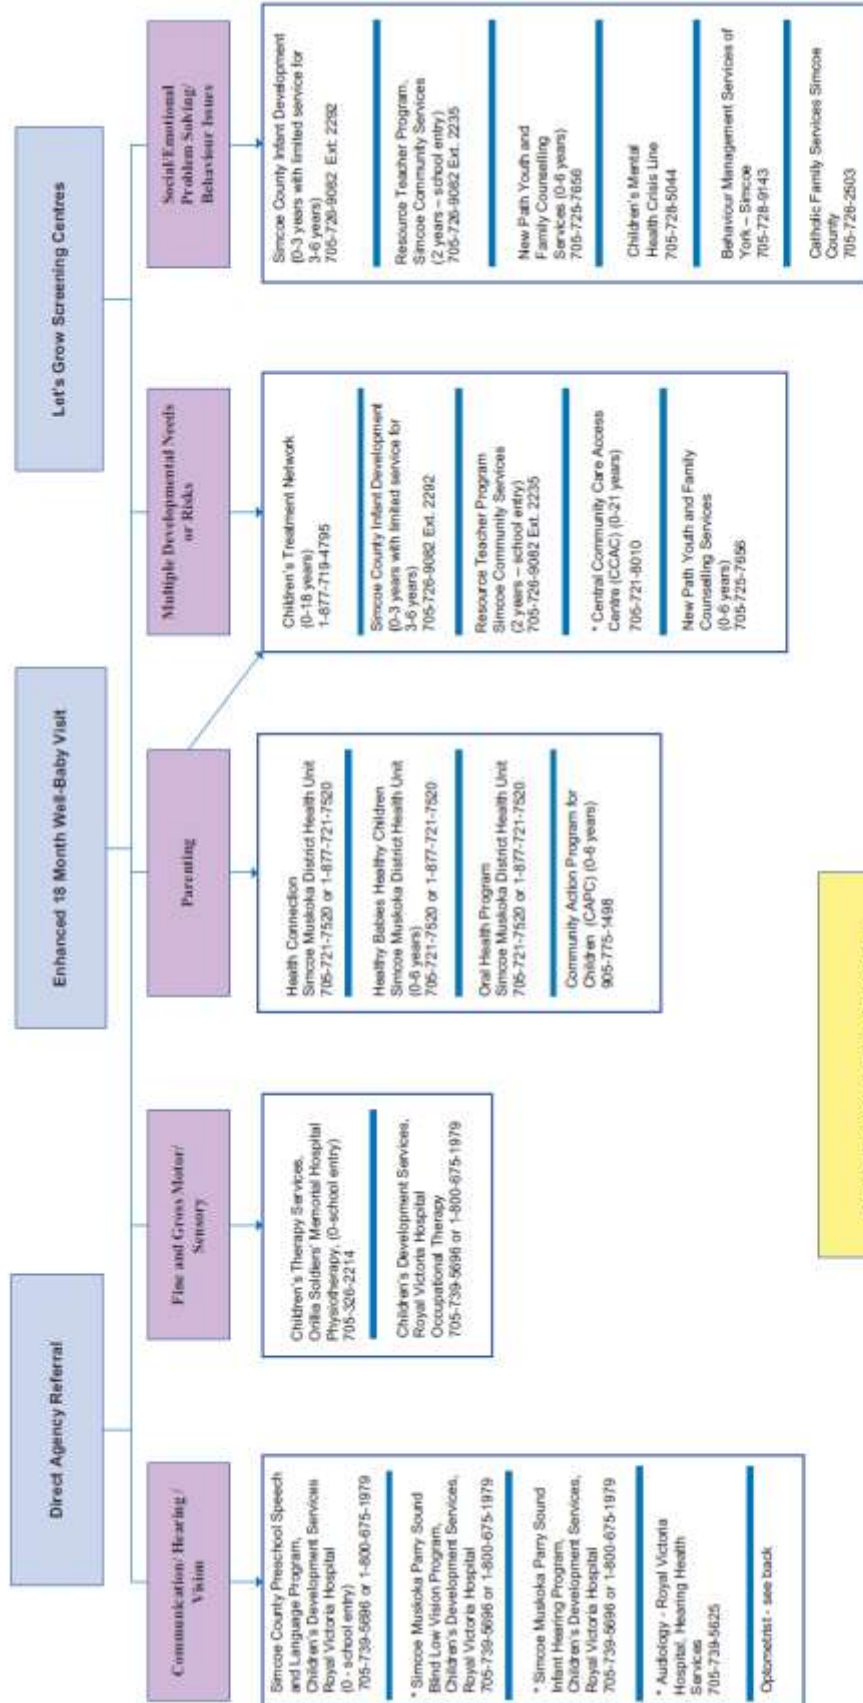 Direct Agency Referral
Enhanced 18 Month Well-Baby Visit
Let's Grow Screening Centres
Communication/ Hearing /
Vision
Fine and Gross Motor/
Sensory
Parenting
Multiple Developmental Needs
or Risks
Social/Emotional
Problem Solving/
Behaviour Issues
Simcoe County Preschool Speech
and Language Program,
Children's Development Services
Royal Victoria Hospital
(0 - school entry)
705-739-5696 or 1-800-675-1979
* Simcoe Muskoka Parry Sound
Blind Low Vision Program,
Children's Development Services,
Royal Victoria Hospital
705-739-5696 or 1-800-675-1979
* Simcoe Muskoka Parry Sound
Infant Hearing Program,
Children's Development Services,
Royal Victoria Hospital
705-739-5696 or 1-800-675-1979
* Audiology - Royal Victoria
Hospital, Hearing Health
Services
705-739-5625
Optometrist - see back
Children's Therapy Services,
Orillia Soldiers' Memorial Hospital
Physiotherapy, (0-school entry)
705-326-2214
Children's Development Services,
Royal Victoria Hospital
Occupational Therapy
705-739-5696 or 1-800-675-1979
Health Connection
Simcoe Muskoka District Health Unit
705-721-7520 or 1-877-721-7520
Healthy Babies Healthy Children
Simcoe Muskoka District Health Unit
(0-6 years)
705-721-7520 or 1-877-721-7520
Oral Health Program
Simcoe Muskoka District Health Unit
705-721-7520 or 1-877-721-7520
Community Action Program for
Children (CAPC) (0-6 years)
905-775-1498
Children's Treatment Network
(0-18 years)
1-877-719-4795
Simcoe County Infant Development
(0-3 years with limited service for
3-6 years)
705-726-9082 Ext. 2292
Resource Teacher Program
Simcoe Community Services
(2 years – school entry)
705-726-9082 Ext. 2235
* Central Community Care Access
Centre (CCAC) (0-21 years)
705-721-8010
New Path Youth and Family
Counselling Services
(0-6 years)
705-725-7656
Simcoe County Infant Development
(0-3 years with limited service for
3-6 years)
705-726-9082 Ext. 2292
Resource Teacher Program,
Simcoe Community Services
(2 years – school entry)
705-726-9082 Ext. 2235
New Path Youth and
Family Counselling
Services (0-6 years)
705-725-7656
Children's Mental
Health Crisis Line
705-728-5044
Behaviour Management Services of
York – Simcoe
705-728-9143
Catholic Family Services Simcoe
County
705-726-2503